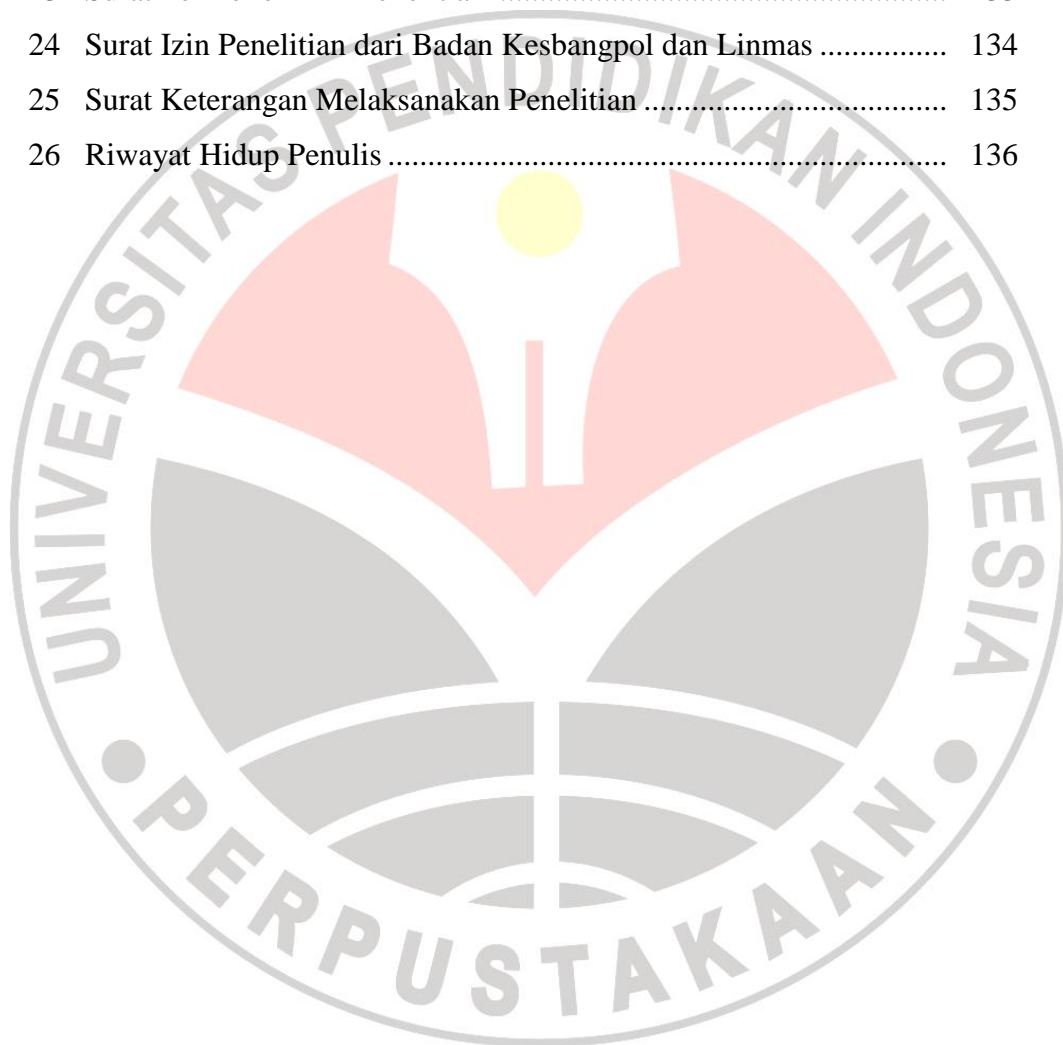 24 Surat Izin Penelitian dari Badan Kesbangpol dan Linmas ................ 134
25 Surat Keterangan Melaksanakan Penelitian ...................................... 135
26 Riwayat Hidup Penulis ...................................................................... 136
UNIVERSITAS PENDIDIKAN INDONESIA
PERPUSTAKAAN